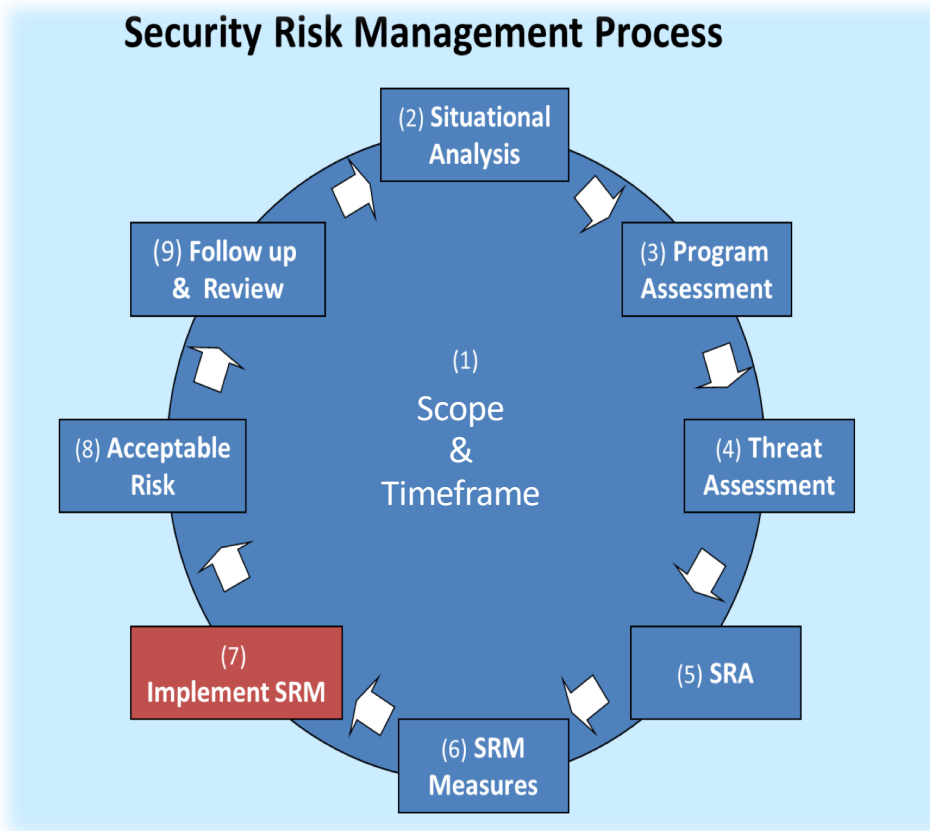 Security Risk Management Process
(1)
Scope
&
Timeframe
(2) Situational
Analysis
(3) Program
Assessment
(4) Threat
Assessment
(5) SRA
(6) SRM
Measures
(7)
Implement SRM
(8) Acceptable
Risk
(9) Follow up
& Review